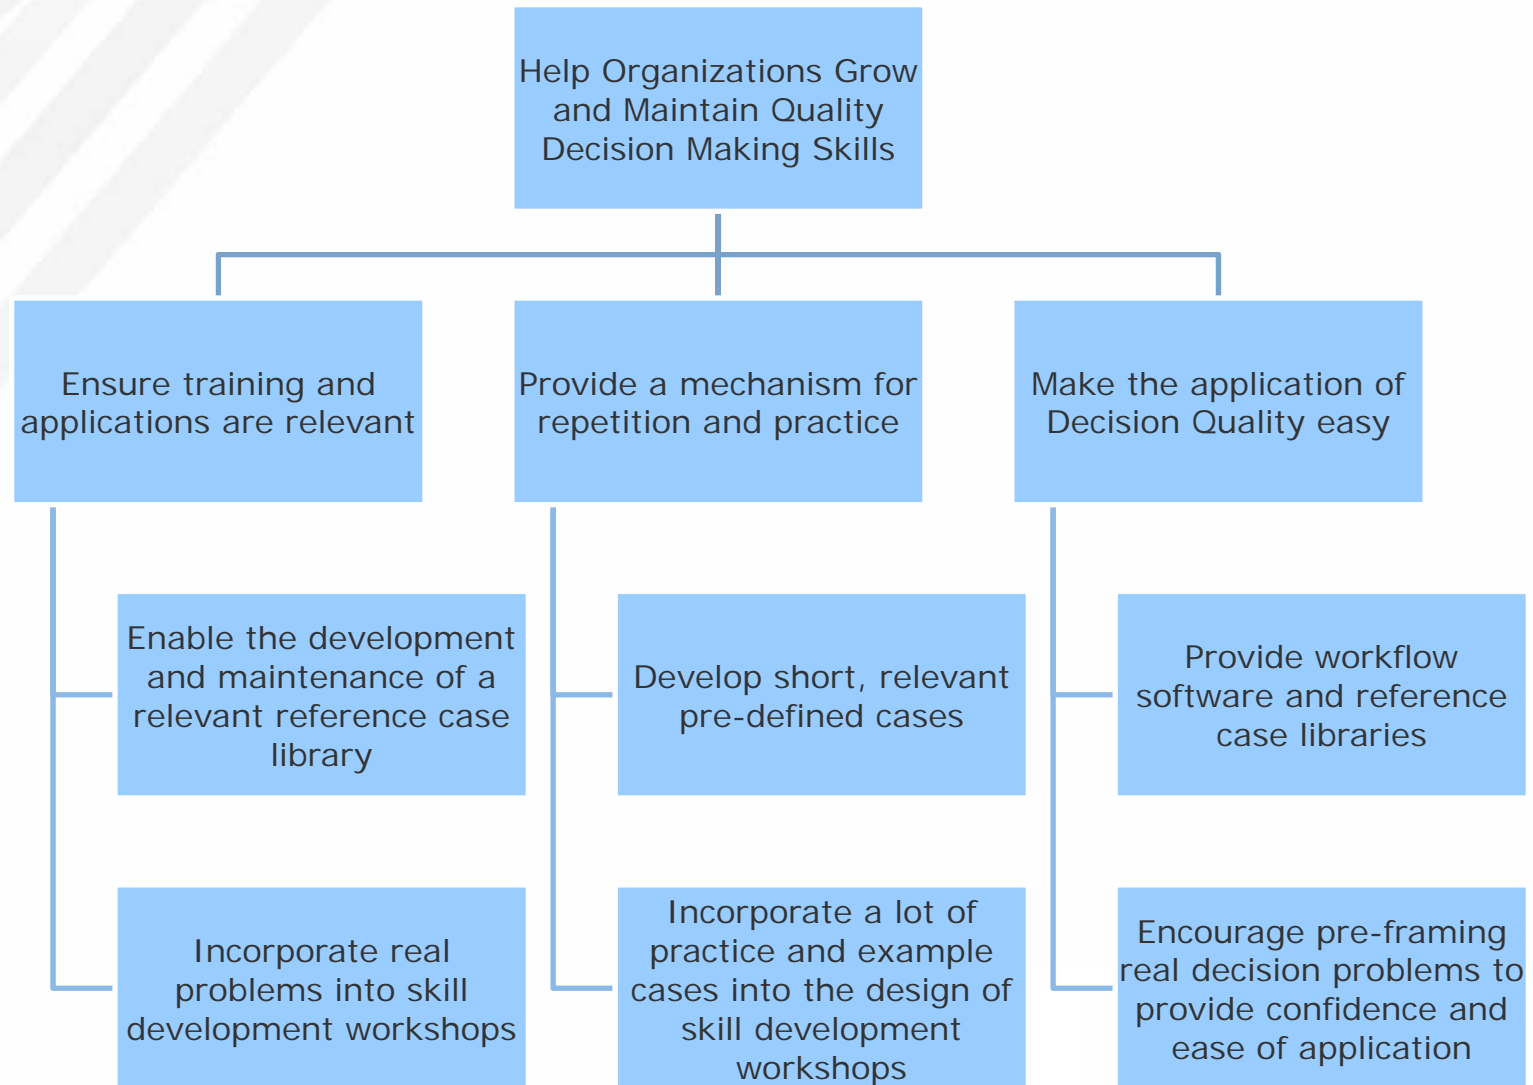 Help Organizations Grow
and Maintain Quality
Decision Making Skills
Ensure training and
applications are relevant
Provide a mechanism for
repetition and practice
Make the application of
Decision Quality easy
Enable the development
and maintenance of a
relevant reference case
library
Develop short, relevant
pre-defined cases
Provide workflow
software and reference
case libraries
Incorporate real
problems into skill
development workshops
Incorporate a lot of
practice and example
cases into the design of
skill development
workshops
Encourage pre-framing
real decision problems to
provide confidence and
ease of application